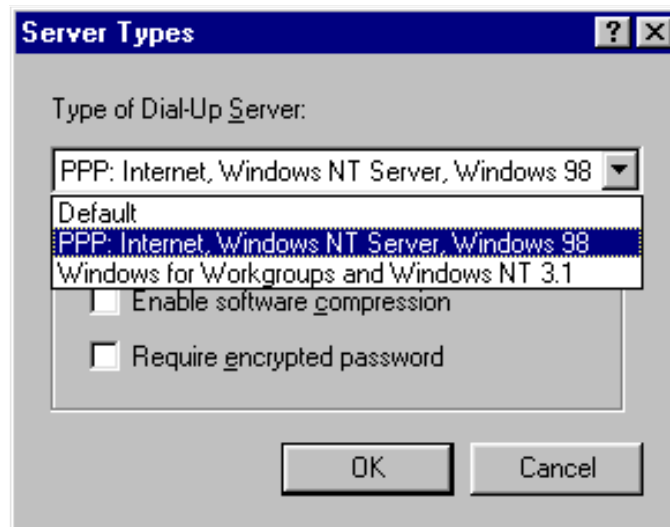 Server Types
Type of Dial-Up Server:
PPP: Internet, Windows NT Server, Windows 98
Default
PPP: Internet, Windows NT Server, Windows 98
Windows for Workgroups and Windows NT 3.1
Enable software compression
Require encrypted password
OK Cancel